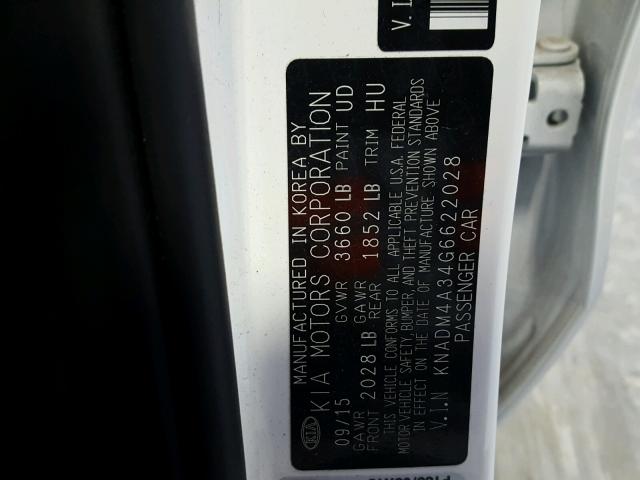 V.I
MANUFACTURED IN KOREA BY
KIA MOTORS CORPORATION
09/15 GVWR 3660 LB PAINT UD
GAWR FRONT 2028 LB GAWR REAR 1852 LB TRIM HU
THIS VEHICLE CONFORMS TO ALL APPLICABLE U.S.A. FEDERAL
MOTOR VEHICLE SAFETY, BUMPER AND THEFT PREVENTION STANDARDS
IN EFFECT ON THE DATE OF MANUFACTURE SHOWN ABOVE
V.I.N KNADM4A34G6622028
PASSENGER CAR
KIA